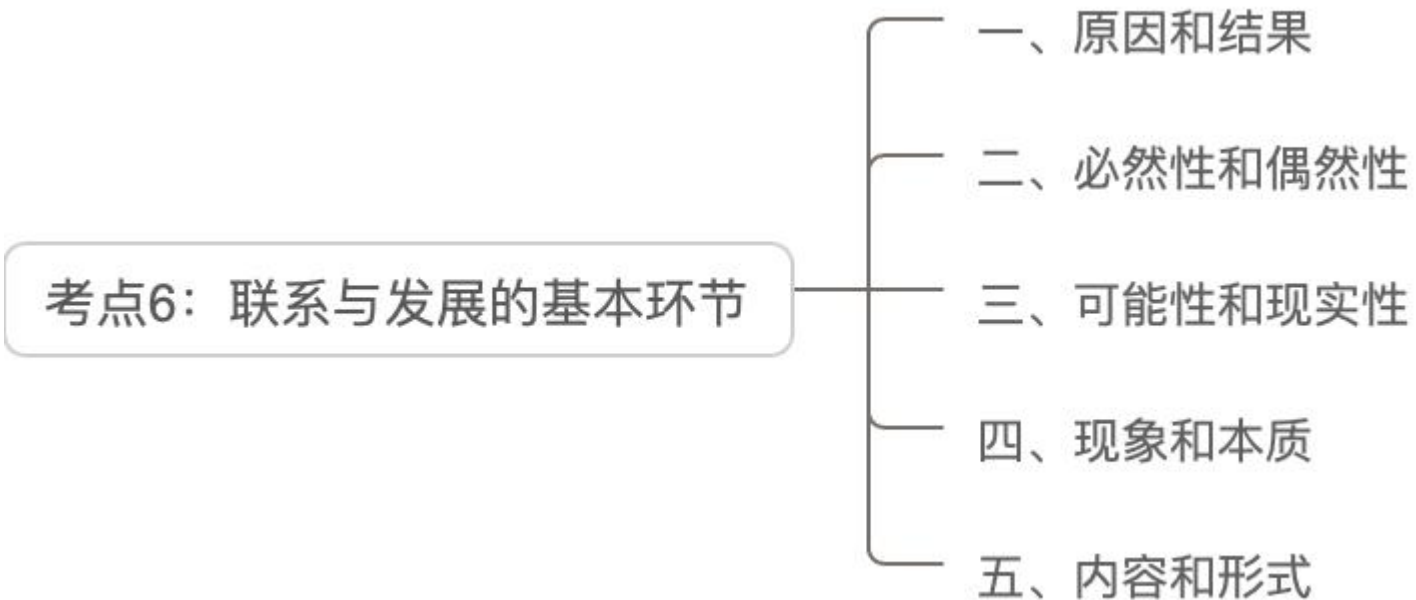 一、原因和结果
二、必然性和偶然性
考点6：联系与发展的基本环节
三、可能性和现实性
四、现象和本质
五、内容和形式